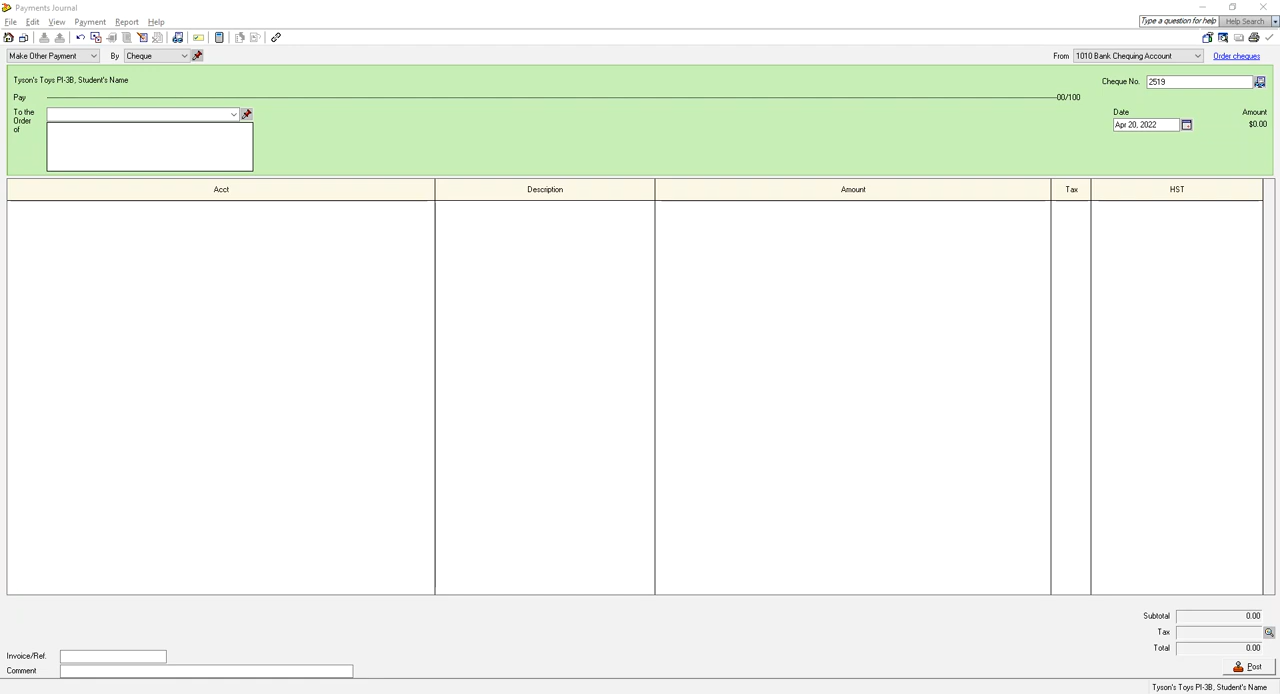 Payments Journal
File Edit View Payment Report Help
Type a question for help Help Search
Make Other Payment By Cheque From 1010 Bank Chequing Account Order cheques
Tyson's Toys PI-3B, Student's Name
Cheque No. 2519
Pay 00/100
To the Order of
Date Amount
Apr 20, 2022 $0.00
Acct Description Amount Tax HST
Subtotal 0.00
Tax
Total 0.00
Invoice/Ref.
Comment
Post
Tyson's Toys PI-3B, Student's Name